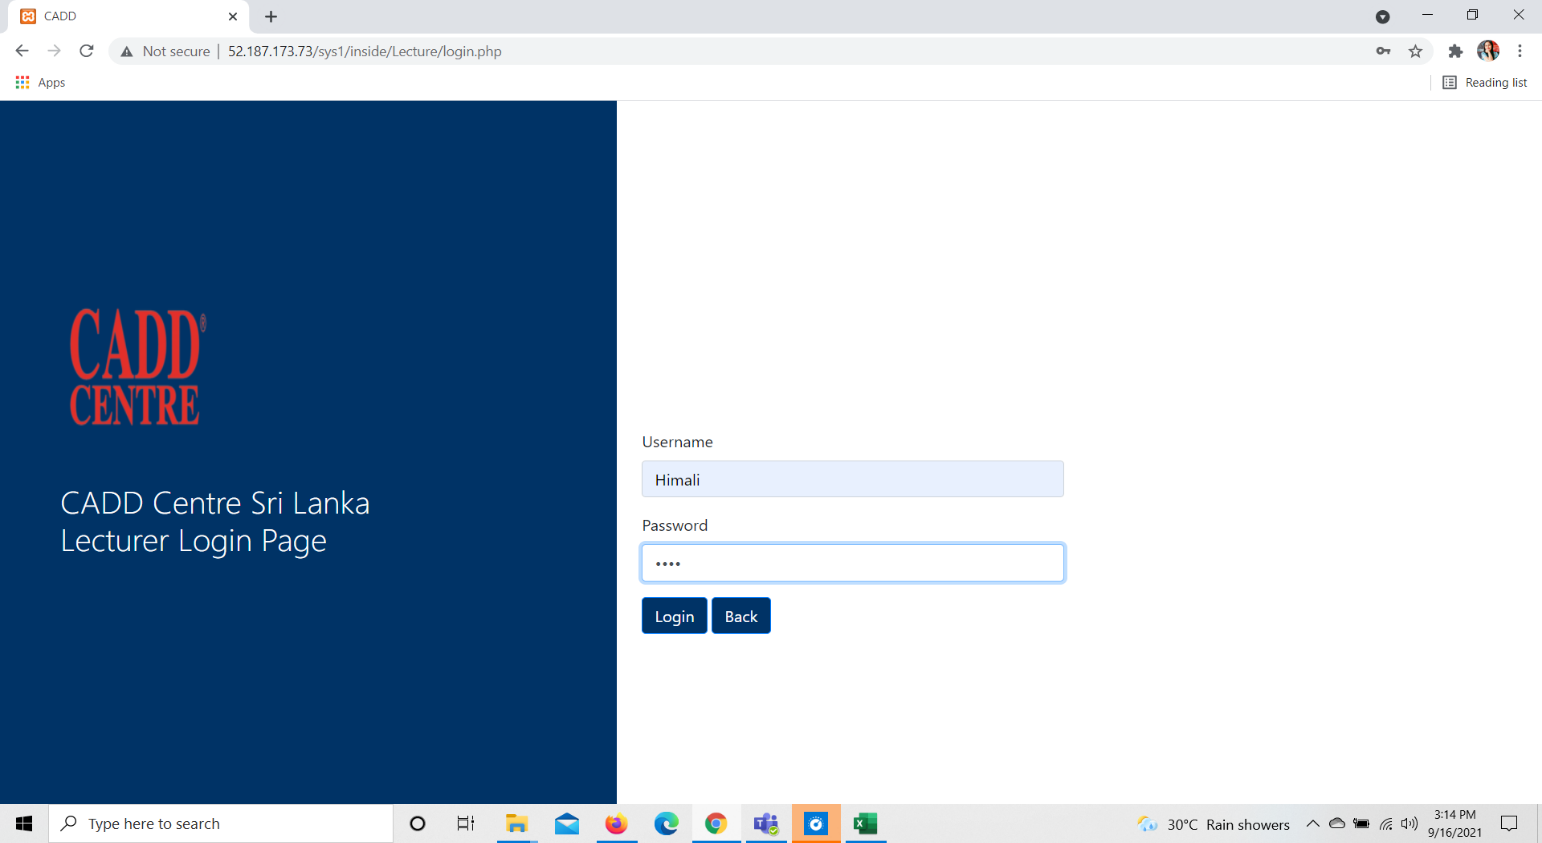 CADD
Not secure | 52.187.173.73/sys1/inside/Lecture/login.php
Apps
Reading list
CADD®
CENTRE
CADD Centre Sri Lanka
Lecturer Login Page
Username
Himali
Password
••••
Login Back
Type here to search
30°C Rain showers
3:14 PM
9/16/2021